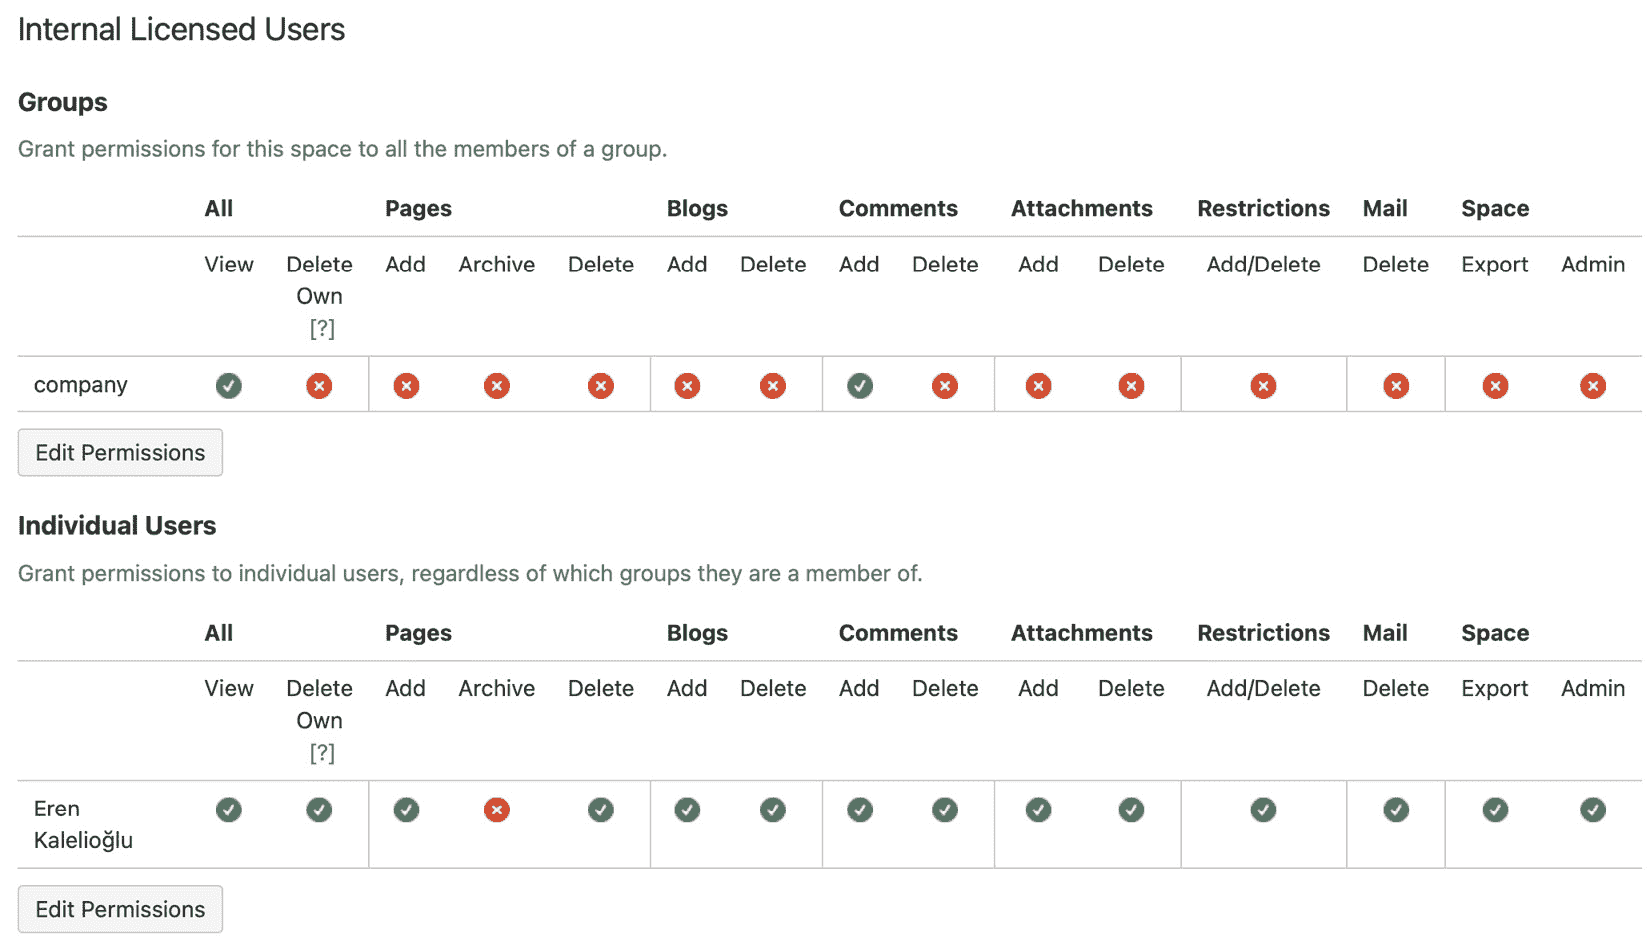 Internal Licensed Users
Groups
Grant permissions for this space to all the members of a group.
All Pages Blogs Comments Attachments Restrictions Mail Space
View Delete Own [?] Add Archive Delete Add Delete Add Delete Add Delete Add/Delete Delete Export Admin
company
Edit Permissions
Individual Users
Grant permissions to individual users, regardless of which groups they are a member of.
All Pages Blogs Comments Attachments Restrictions Mail Space
View Delete Own [?] Add Archive Delete Add Delete Add Delete Add Delete Add/Delete Delete Export Admin
Eren
Kalelioğlu
Edit Permissions